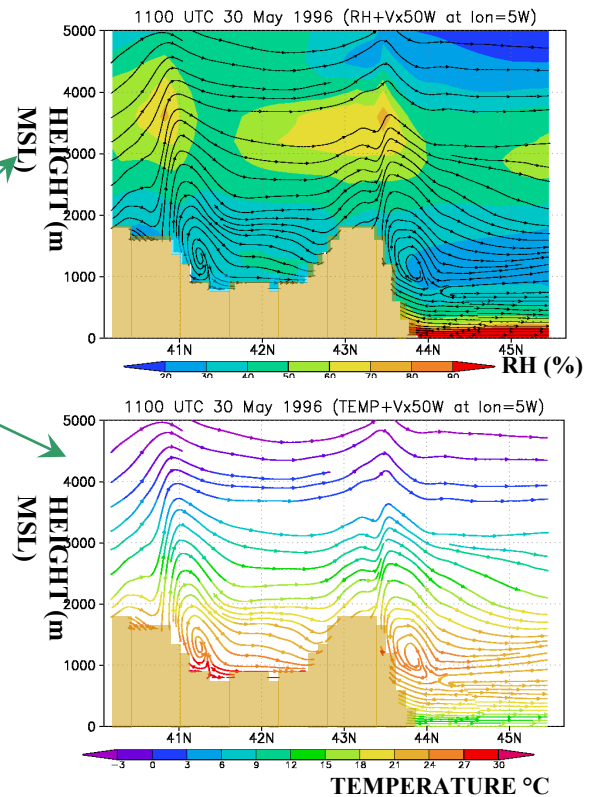 1100 UTC 30 May 1996 (RH+Vx50W at lon=5W)
5000
4000
3000
2000
1000
0
HEIGHT (m
MSL)
41N 42N 43N 44N 45N
20 30 40 50 60 70 80 90
RH (%)
1100 UTC 30 May 1996 (TEMP+Vx50W at lon=5W)
5000
4000
3000
2000
1000
0
HEIGHT (m
MSL)
41N 42N 43N 44N 45N
-3 0 3 6 9 12 15 18 21 24 27 30
TEMPERATURE °C